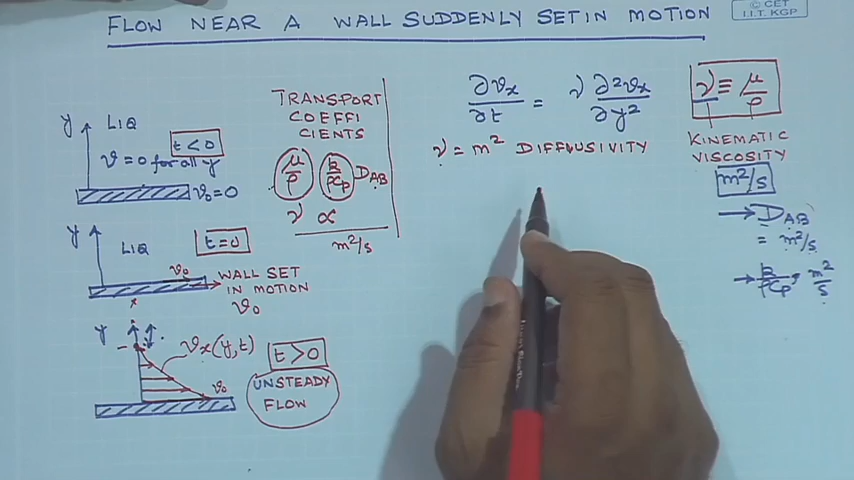 FLOW NEAR A WALL SUDDENLY SET IN MOTION
© CET
I.I.T. KGP
y LIQ t<0
v=0 for all y
v₀=0
y LIQ t=0
v₀
WALL SET
IN MOTION
v₀
y vₓ(y,t) t>0
v₀
UNSTEADY
FLOW
TRANSPORT
COEFFI
CIENTS
μ/ρ k/ρCp D_AB
ν α
m²/s
∂vₓ/∂t = ν ∂²vₓ/∂y²
ν = m² DIFFUSIVITY
ν ≡ μ/ρ
KINEMATIC
VISCOSITY
m²/s
→ D_AB
= m²/s
→ k/ρCp, m²/s